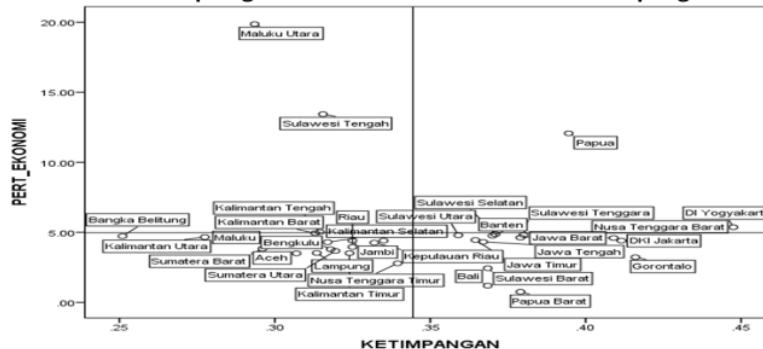 20.00
Maluku Utara
15.00
Sulawesi Tengah
Papua
PERT_EKONOMI
10.00
Sulawesi Selatan
Kalimantan Tengah
Riau
Sulawesi Tenggara
DI Yogyakart
Bangka Belitung
Kalimantan Barat
Sulawesi Utara
Banten
Nusa Tenggara Barat
5.00
Kalimantan Selatan
Maluku
Bengkulu
Jawa Barat
DKI Jakarta
Kalimantan Utara
Aceh
Jambi
Kepulauan Riau
Jawa Tengah
Sumatera Barat
Lampung
Jawa Timur
Gorontalo
Sumatera Utara
Nusa Tenggara Timur
Bali
Sulawesi Barat
Kalimantan Timur
Papua Barat
.00
.25
.30
.35
.40
.45
KETIMPANGAN